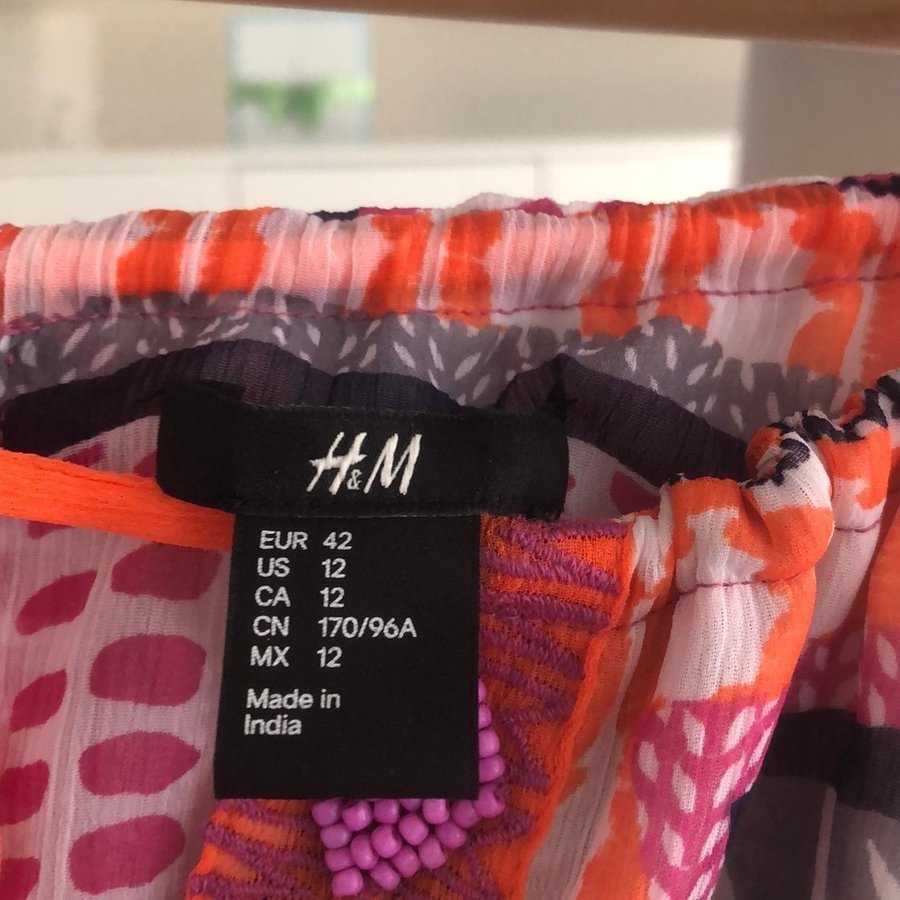 H&M
EUR 42
US 12
CA 12
CN 170/96A
MX 12
Made in
India